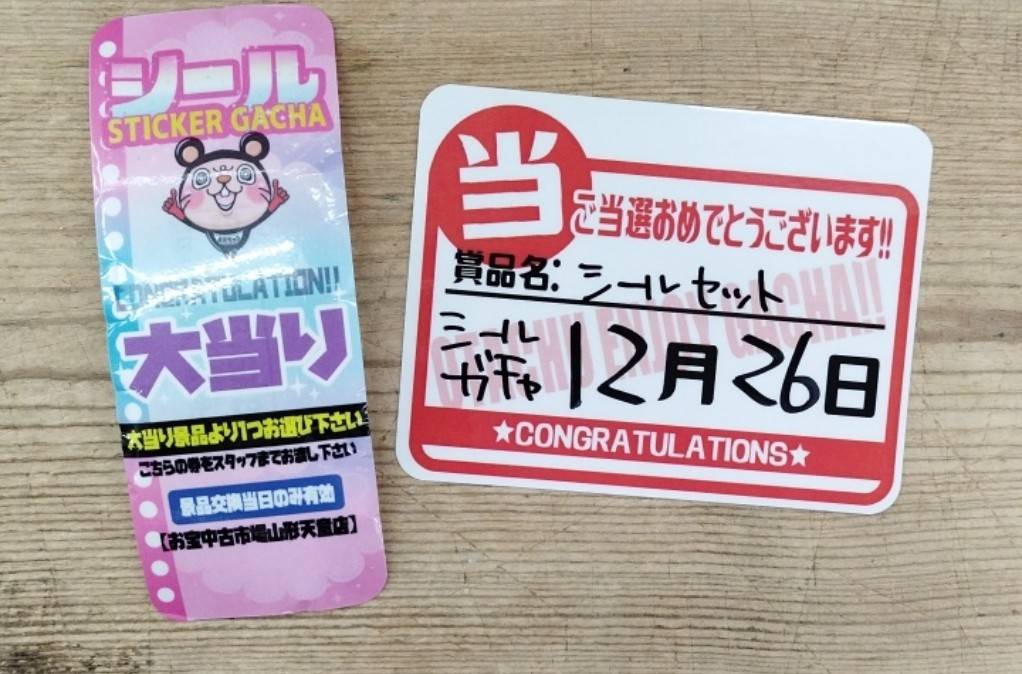 シール
STICKER GACHA
CONGRATULATION!!
大当り
大当り景品より1つお選び下さい
こちらの券をスタッフまでお渡し下さい
景品交換当日のみ有効
【お宝中古市場山形天童店】
当
ご当選おめでとうございます!!
賞品名: シールセット
シール
ガチャ
12月26日
ENJOY GACHA!!
★CONGRATULATIONS★